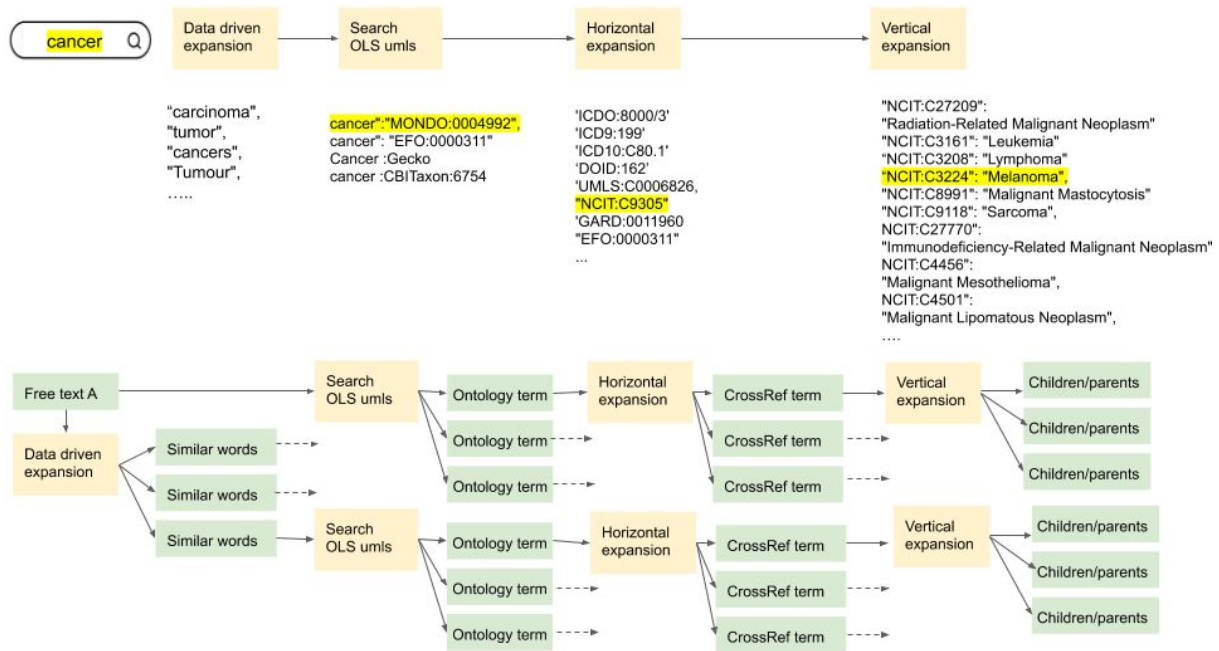 cancer
Data driven
expansion
Search
OLS umls
Horizontal
expansion
Vertical
expansion
"carcinoma",
"tumor",
"cancers",
"Tumour",
.....
cancer":"MONDO:0004992",
cancer": "EFO:0000311"
Cancer :Gecko
cancer :CBITaxon:6754
'ICDO:8000/3'
'ICD9:199'
'ICD10:C80.1'
'DOID:162'
'UMLS:C0006826,
"NCIT:C9305"
'GARD:0011960
"EFO:0000311"
...
"NCIT:C27209":
"Radiation-Related Malignant Neoplasm"
"NCIT:C3161": "Leukemia"
"NCIT:C3208": "Lymphoma"
"NCIT:C3224": "Melanoma",
"NCIT:C8991": "Malignant Mastocytosis"
"NCIT:C9118": "Sarcoma",
NCIT:C27770":
"Immunodeficiency-Related Malignant Neoplasm"
NCIT:C4456":
"Malignant Mesothelioma",
NCIT:C4501":
"Malignant Lipomatous Neoplasm",
....
Free text A
Data driven
expansion
Similar words
Similar words
Similar words
Search
OLS umls
Ontology term
Ontology term
Ontology term
Horizontal
expansion
CrossRef term
CrossRef term
CrossRef term
Vertical
expansion
Children/parents
Children/parents
Children/parents
Search
OLS umls
Ontology term
Ontology term
Ontology term
Horizontal
expansion
CrossRef term
CrossRef term
CrossRef term
Vertical
expansion
Children/parents
Children/parents
Children/parents